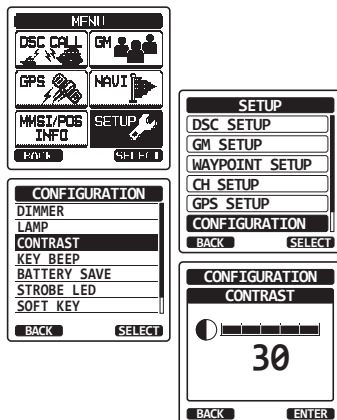 MENU
DSC CALL GM
GPS NAVI
MMSI/POS INFO SETUP
BACK SELECT
SETUP
DSC SETUP
GM SETUP
WAYPOINT SETUP
CH SETUP
GPS SETUP
CONFIGURATION
BACK SELECT
CONFIGURATION
DIMMER
LAMP
CONTRAST
KEY BEEP
BATTERY SAVE
STROBE LED
SOFT KEY
BACK SELECT
CONFIGURATION
CONTRAST
30
BACK ENTER